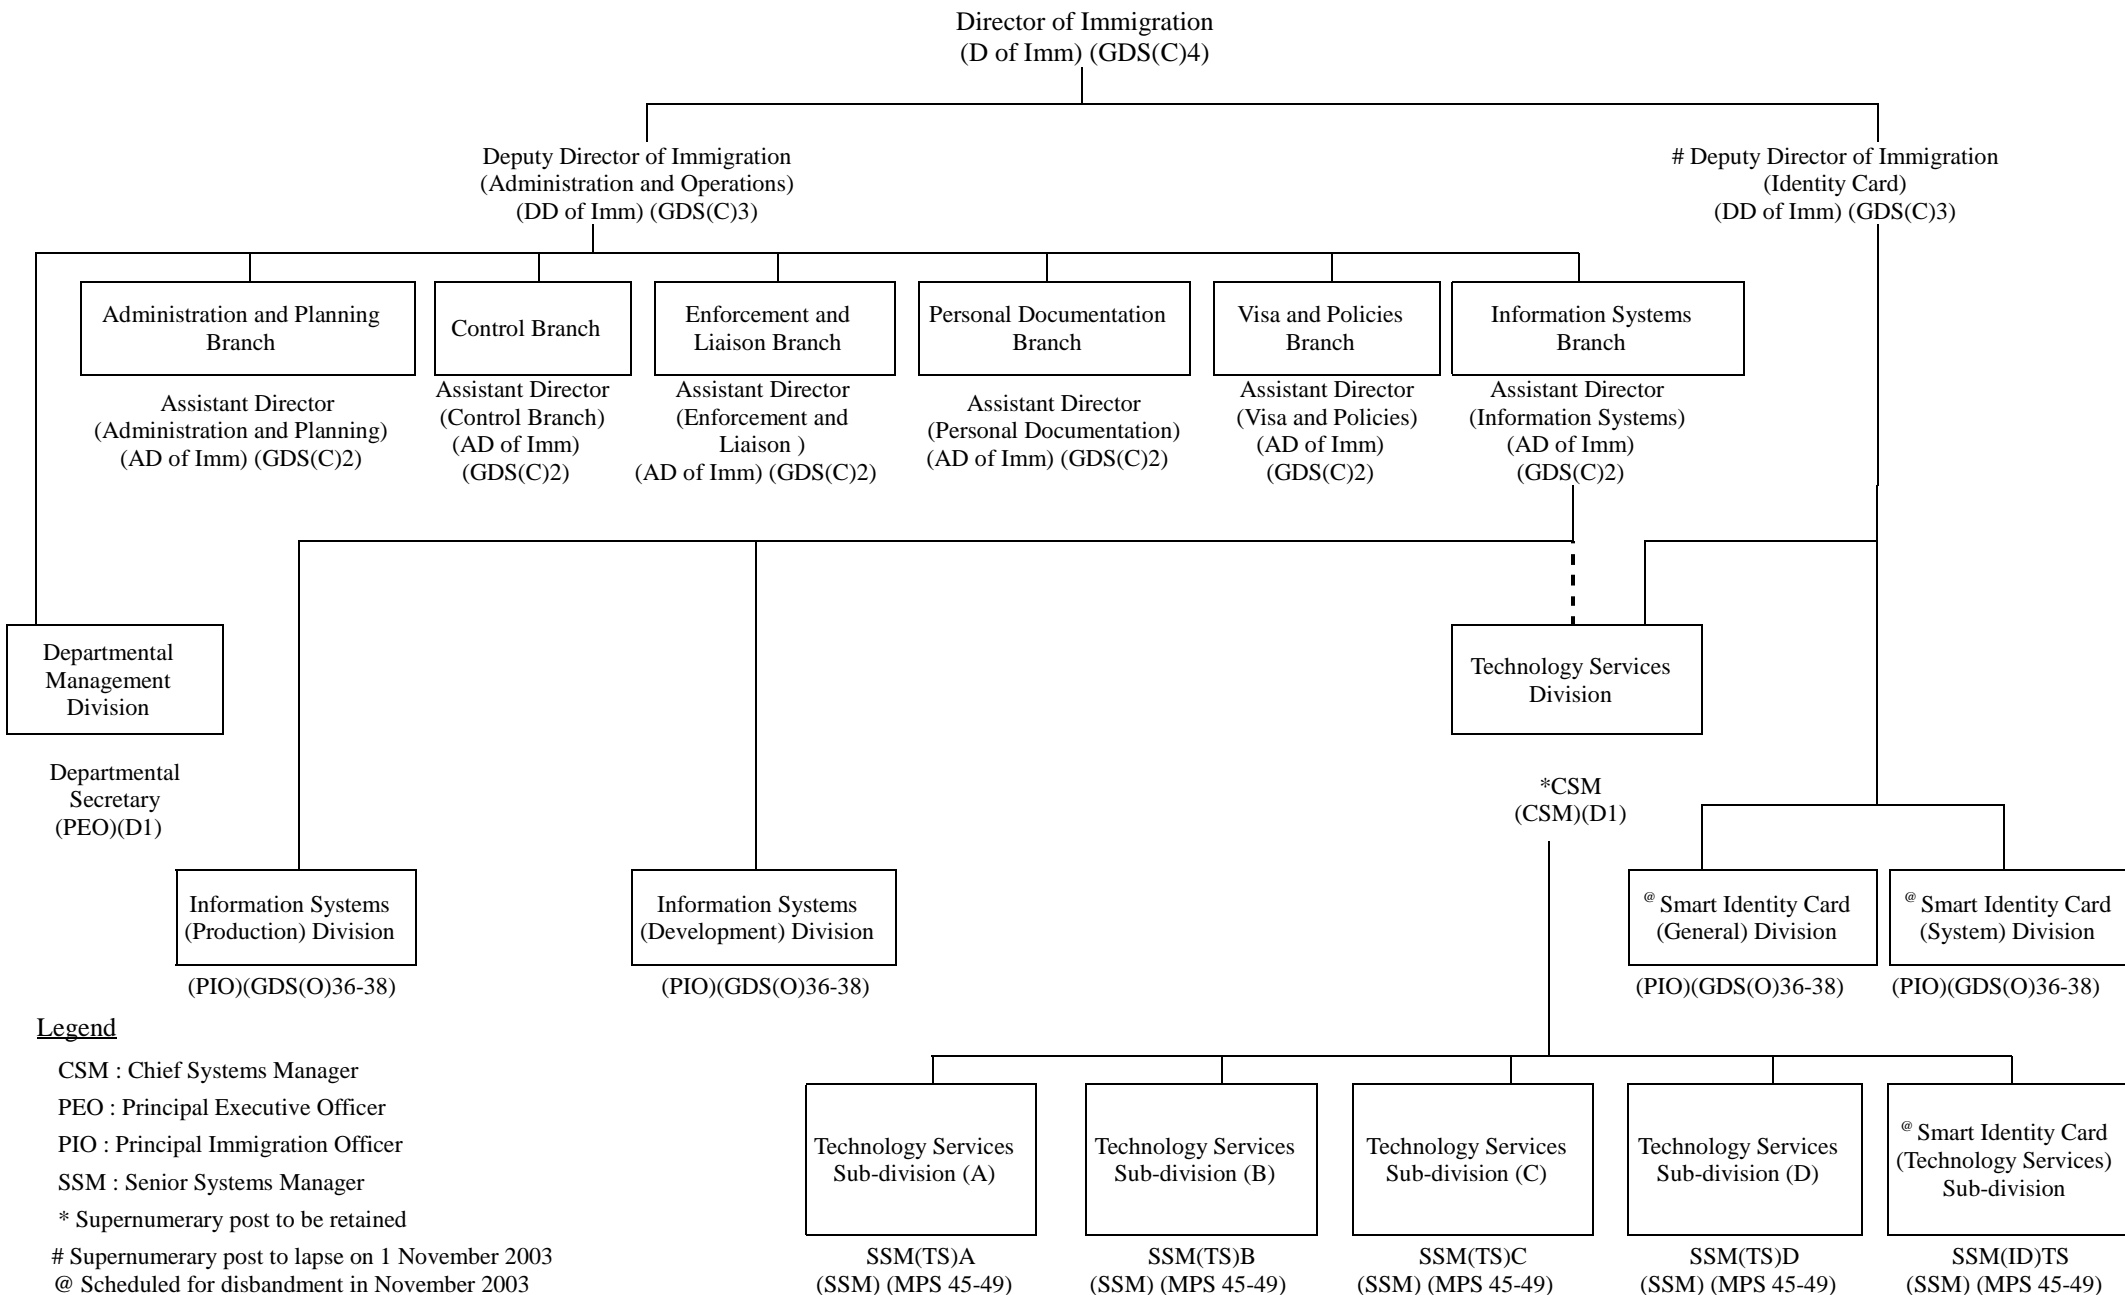 Director of Immigration
(D of Imm) (GDS(C)4)
Deputy Director of Immigration
(Administration and Operations)
(DD of Imm) (GDS(C)3)
# Deputy Director of Immigration
(Identity Card)
(DD of Imm) (GDS(C)3)
Administration and Planning
Branch
Assistant Director
(Administration and Planning)
(AD of Imm) (GDS(C)2)
Control Branch
Assistant Director
(Control Branch)
(AD of Imm)
(GDS(C)2)
Enforcement and
Liaison Branch
Assistant Director
(Enforcement and
Liaison )
(AD of Imm) (GDS(C)2)
Personal Documentation
Branch
Assistant Director
(Personal Documentation)
(AD of Imm) (GDS(C)2)
Visa and Policies
Branch
Assistant Director
(Visa and Policies)
(AD of Imm)
(GDS(C)2)
Information Systems
Branch
Assistant Director
(Information Systems)
(AD of Imm)
(GDS(C)2)
Departmental
Management
Division
Departmental
Secretary
(PEO)(D1)
Technology Services
Division
*CSM
(CSM)(D1)
Information Systems
(Production) Division
(PIO)(GDS(O)36-38)
Information Systems
(Development) Division
(PIO)(GDS(O)36-38)
@ Smart Identity Card
(General) Division
(PIO)(GDS(O)36-38)
@ Smart Identity Card
(System) Division
(PIO)(GDS(O)36-38)
Technology Services
Sub-division (A)
SSM(TS)A
(SSM) (MPS 45-49)
Technology Services
Sub-division (B)
SSM(TS)B
(SSM) (MPS 45-49)
Technology Services
Sub-division (C)
SSM(TS)C
(SSM) (MPS 45-49)
Technology Services
Sub-division (D)
SSM(TS)D
(SSM) (MPS 45-49)
@ Smart Identity Card
(Technology Services)
Sub-division
SSM(ID)TS
(SSM) (MPS 45-49)
Legend
CSM : Chief Systems Manager
PEO : Principal Executive Officer
PIO : Principal Immigration Officer
SSM : Senior Systems Manager
* Supernumerary post to be retained
# Supernumerary post to lapse on 1 November 2003
@ Scheduled for disbandment in November 2003